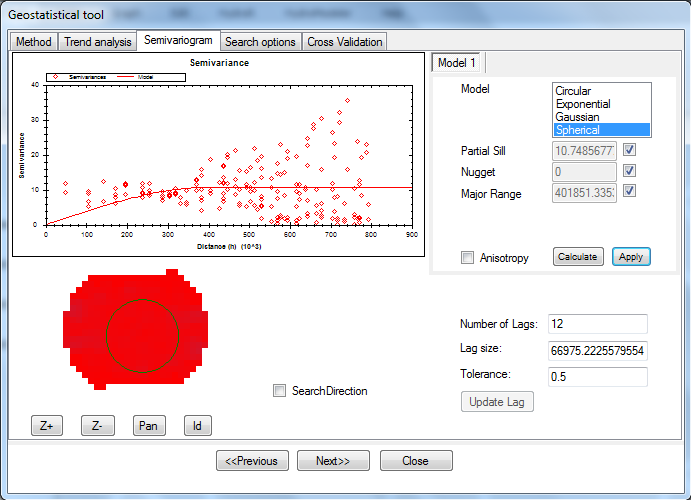 Geostatistical tool
Method Trend analysis Semivariogram Search options Cross Validation
Semivariance
Semivariances Model
Semivariance
40
30
20
10
0
0 100 200 300 400 500 600 700 800 900
Distance (h) (10^3)
Model 1
Model
Circular
Exponential
Gaussian
Spherical
Partial Sill 10.7485677
Nugget 0
Major Range 401851.335
Anisotropy Calculate Apply
Number of Lags: 12
Lag size: 66975.2225579554
Tolerance: 0.5
Update Lag
SearchDirection
Z+ Z- Pan Id
<<Previous Next>> Close